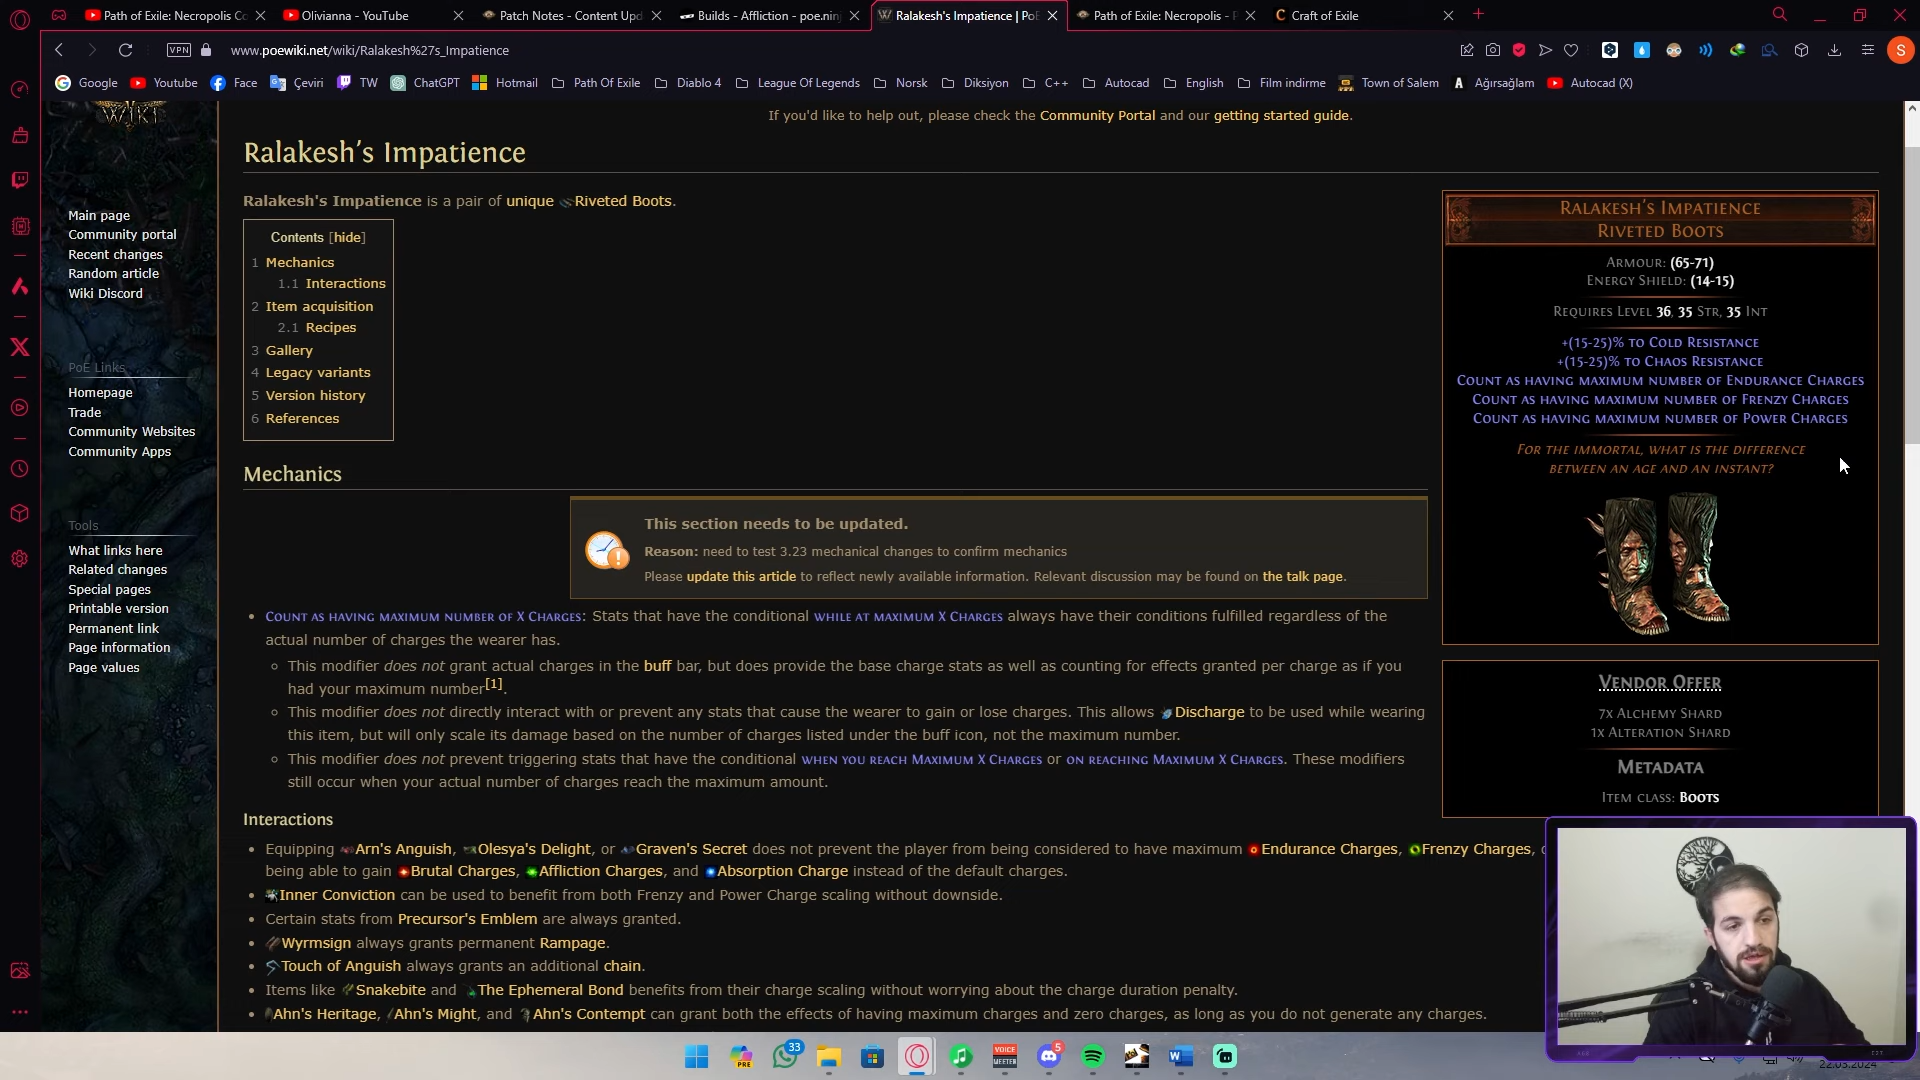 Path of Exile: Necropolis Co
Olivianna - YouTube
Patch Notes - Content Upd
Builds - Affliction - poe.ninj
Ralakesh's Impatience | Po
Path of Exile: Necropolis - P
Craft of Exile
VPN
www.poewiki.net/wiki/Ralakesh%27s_Impatience
S
Google
Youtube
Face
Çeviri
TW
ChatGPT
Hotmail
Path Of Exile
Diablo 4
League Of Legends
Norsk
Diksiyon
C++
Autocad
English
Film indirme
Town of Salem
Ağırsağlam
Autocad (X)
WIKI
If you'd like to help out, please check the Community Portal and our getting started guide.
Main page
Community portal
Recent changes
Random article
Wiki Discord
PoE Links
Homepage
Trade
Community Websites
Community Apps
Tools
What links here
Related changes
Special pages
Printable version
Permanent link
Page information
Page values
Ralakesh's Impatience
Ralakesh's Impatience is a pair of unique Riveted Boots.
Contents [hide]
1 Mechanics
1.1 Interactions
2 Item acquisition
2.1 Recipes
3 Gallery
4 Legacy variants
5 Version history
6 References
Mechanics
This section needs to be updated.
Reason: need to test 3.23 mechanical changes to confirm mechanics
Please update this article to reflect newly available information. Relevant discussion may be found on the talk page.
Count as having maximum number of X Charges: Stats that have the conditional while at maximum X Charges always have their conditions fulfilled regardless of the
actual number of charges the wearer has.
This modifier does not grant actual charges in the buff bar, but does provide the base charge stats as well as counting for effects granted per charge as if you
had your maximum number[1].
This modifier does not directly interact with or prevent any stats that cause the wearer to gain or lose charges. This allows Discharge to be used while wearing
this item, but will only scale its damage based on the number of charges listed under the buff icon, not the maximum number.
This modifier does not prevent triggering stats that have the conditional when you reach Maximum X Charges or on reaching Maximum X Charges. These modifiers
still occur when your actual number of charges reach the maximum amount.
Interactions
Equipping Arn's Anguish, Olesya's Delight, or Graven's Secret does not prevent the player from being considered to have maximum Endurance Charges, Frenzy Charges,
being able to gain Brutal Charges, Affliction Charges, and Absorption Charge instead of the default charges.
Inner Conviction can be used to benefit from both Frenzy and Power Charge scaling without downside.
Certain stats from Precursor's Emblem are always granted.
Wyrmsign always grants permanent Rampage.
Touch of Anguish always grants an additional chain.
Items like Snakebite and The Ephemeral Bond benefits from their charge scaling without worrying about the charge duration penalty.
Ahn's Heritage, Ahn's Might, and Ahn's Contempt can grant both the effects of having maximum charges and zero charges, as long as you do not generate any charges.
Ralakesh's Impatience
Riveted Boots
Armour: (65-71)
Energy Shield: (14-15)
Requires Level 36, 35 Str, 35 Int
+(15-25)% to Cold Resistance
+(15-25)% to Chaos Resistance
Count as having maximum number of Endurance Charges
Count as having maximum number of Frenzy Charges
Count as having maximum number of Power Charges
For the immortal, what is the difference
between an age and an instant?
Vendor Offer
7x Alchemy Shard
1x Alteration Shard
Metadata
Item class: Boots
PRE
33
VOICE
MEETER
5
22.03.2024